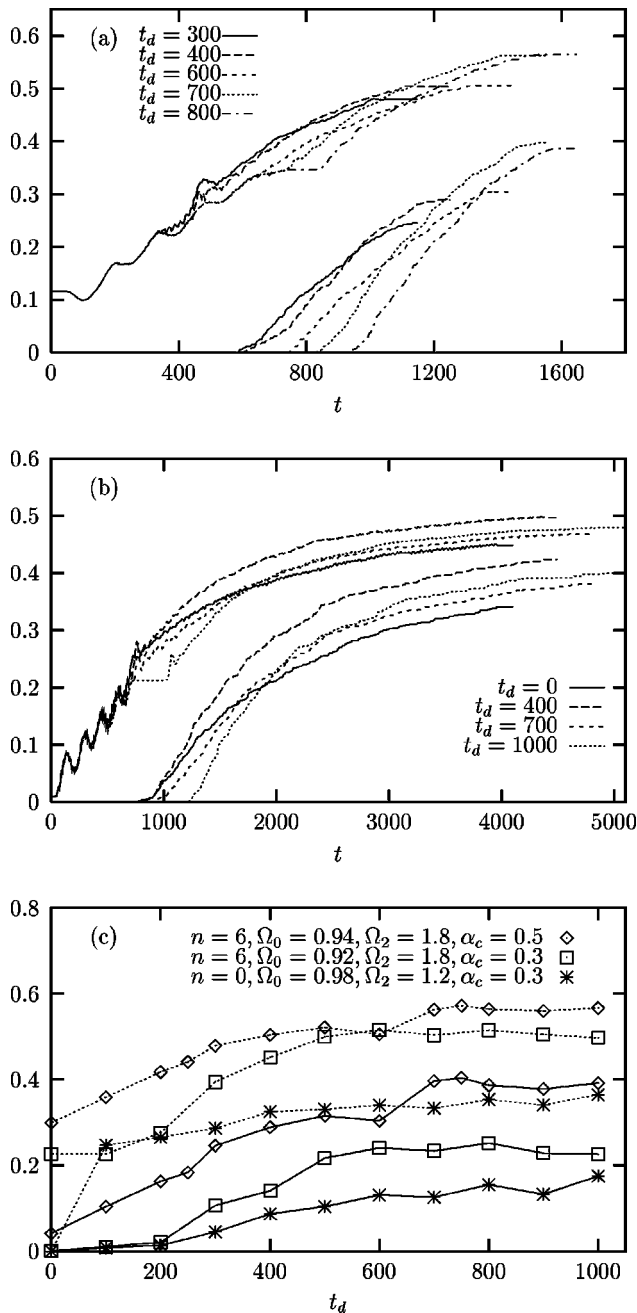 0.6
0.5
0.4
0.3
0.2
0.1
0
(a)
t_d = 300
t_d = 400
t_d = 600
t_d = 700
t_d = 800
0 400 800 1200 1600
t
0.6
0.5
0.4
0.3
0.2
0.1
0
(b)
t_d = 0
t_d = 400
t_d = 700
t_d = 1000
0 1000 2000 3000 4000 5000
t
0.8
0.6
0.4
0.2
0
(c)
n = 6, Ω_0 = 0.94, Ω_2 = 1.8, α_c = 0.5
n = 6, Ω_0 = 0.92, Ω_2 = 1.8, α_c = 0.3
n = 0, Ω_0 = 0.98, Ω_2 = 1.2, α_c = 0.3
0 200 400 600 800 1000
t_d